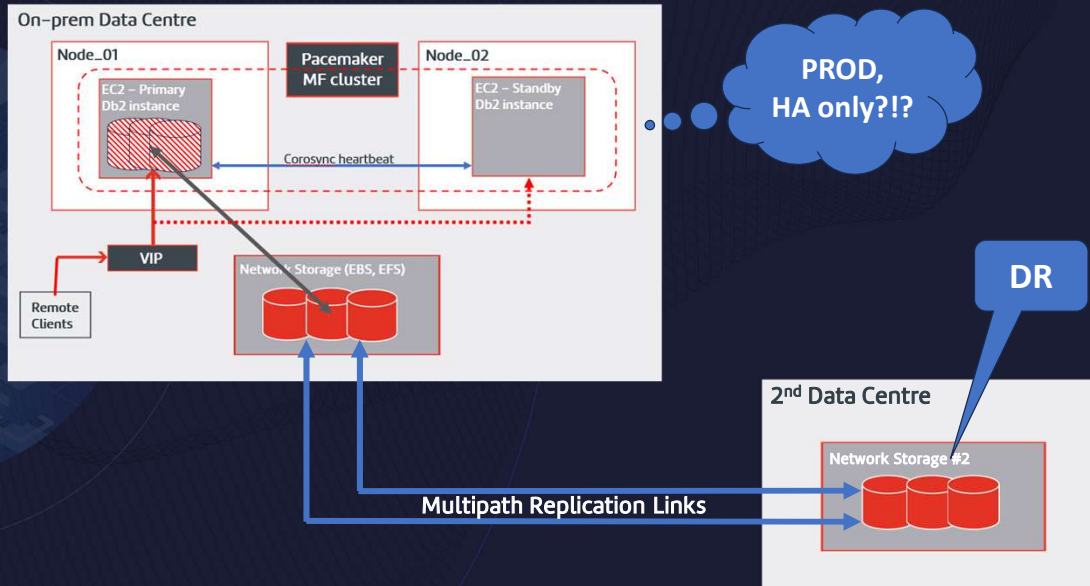 On-prem Data Centre
Node_01
Pacemaker
MF cluster
Node_02
EC2 – Primary
Db2 instance
EC2 – Standby
Db2 instance
Corosync heartbeat
VIP
Remote
Clients
Network Storage (EBS, EFS)
PROD,
HA only?!?
DR
2nd Data Centre
Network Storage #2
Multipath Replication Links